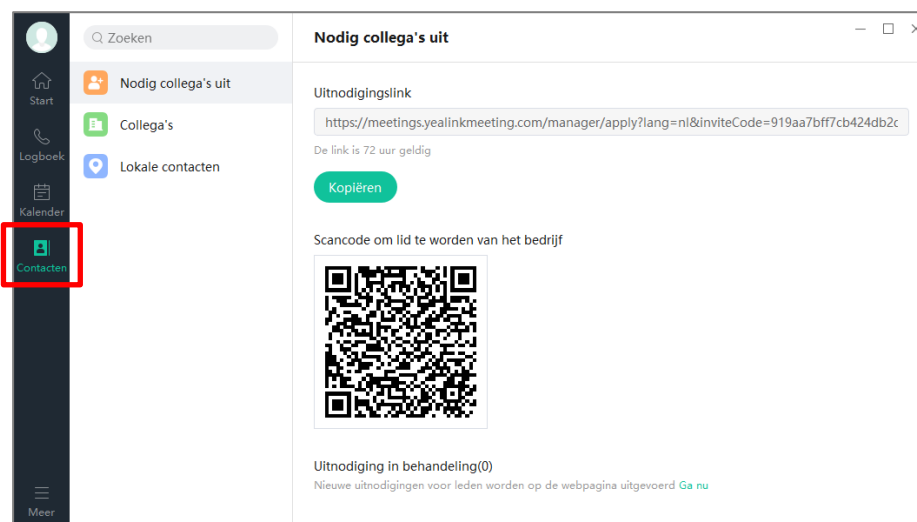 Start
Logboek
Kalender
Contacten
Meer
Zoeken
Nodig collega's uit
Collega's
Lokale contacten
Nodig collega's uit
Uitnodigingslink
https://meetings.yealinkmeeting.com/manager/apply?lang=nl&inviteCode=919aa7bff7cb424db2c
De link is 72 uur geldig
Kopiëren
Scancode om lid te worden van het bedrijf
Uitnodiging in behandeling(0)
Nieuwe uitnodigingen voor leden worden op de webpagina uitgevoerd Ga nu